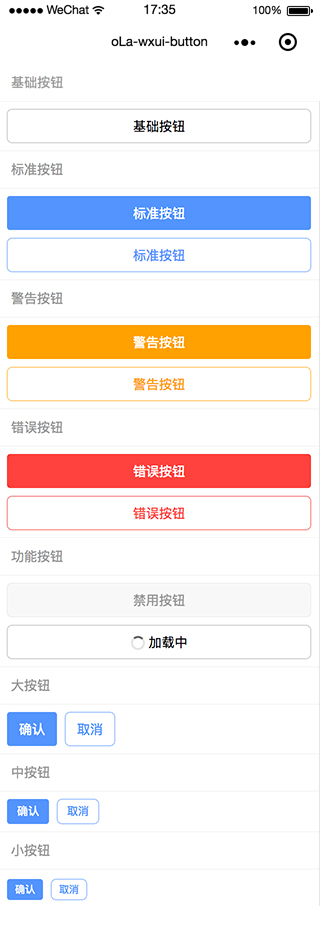 ●●●●● WeChat 17:35 100%
oLa-wxui-button
基础按钮
基础按钮
标准按钮
标准按钮
标准按钮
警告按钮
警告按钮
警告按钮
错误按钮
错误按钮
错误按钮
功能按钮
禁用按钮
加载中
大按钮
确认 取消
中按钮
确认 取消
小按钮
确认 取消